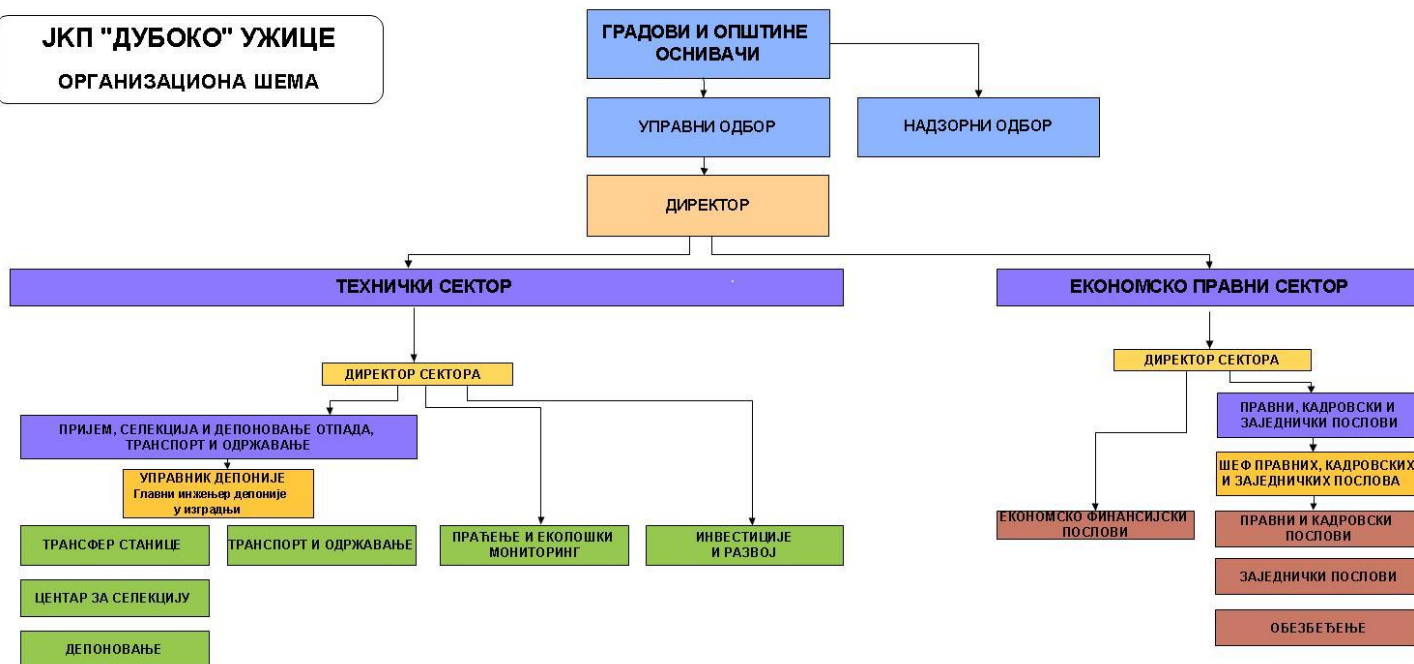 ЈКП "ДУБОКО" УЖИЦЕ
ОРГАНИЗАЦИОНА ШЕМА
ГРАДОВИ И ОПШТИНЕ
ОСНИВАЧИ
УПРАВНИ ОДБОР
НАДЗОРНИ ОДБОР
ДИРЕКТОР
ТЕХНИЧКИ СЕКТОР
ЕКОНОМСКО ПРАВНИ СЕКТОР
ДИРЕКТОР СЕКТОРА
ДИРЕКТОР СЕКТОРА
ПРИЈЕМ, СЕЛЕКЦИЈА И ДЕПОНОВАЊЕ ОТПАДА,
ТРАНСПОРТ И ОДРЖАВАЊЕ
ПРАВНИ, КАДРОВСКИ И
ЗАЈЕДНИЧКИ ПОСЛОВИ
УПРАВНИК ДЕПОНИЈЕ
Главни инжењер депоније
у изградњи
ШЕФ ПРАВНИХ, КАДРОВСКИХ
И ЗАЈЕДНИЧКИХ ПОСЛОВА
ТРАНСФЕР СТАНИЦЕ
ТРАНСПОРТ И ОДРЖАВАЊЕ
ПРАЋЕЊЕ И ЕКОЛОШКИ
МОНИТОРИНГ
ИНВЕСТИЦИЈЕ
И РАЗВОЈ
ЕКОНОМСКО ФИНАНСИЈСКИ
ПОСЛОВИ
ПРАВНИ И КАДРОВСКИ
ПОСЛОВИ
ЦЕНТАР ЗА СЕЛЕКЦИЈУ
ЗАЈЕДНИЧКИ ПОСЛОВИ
ДЕПОНОВАЊЕ
ОБЕЗБЕЂЕЊЕ